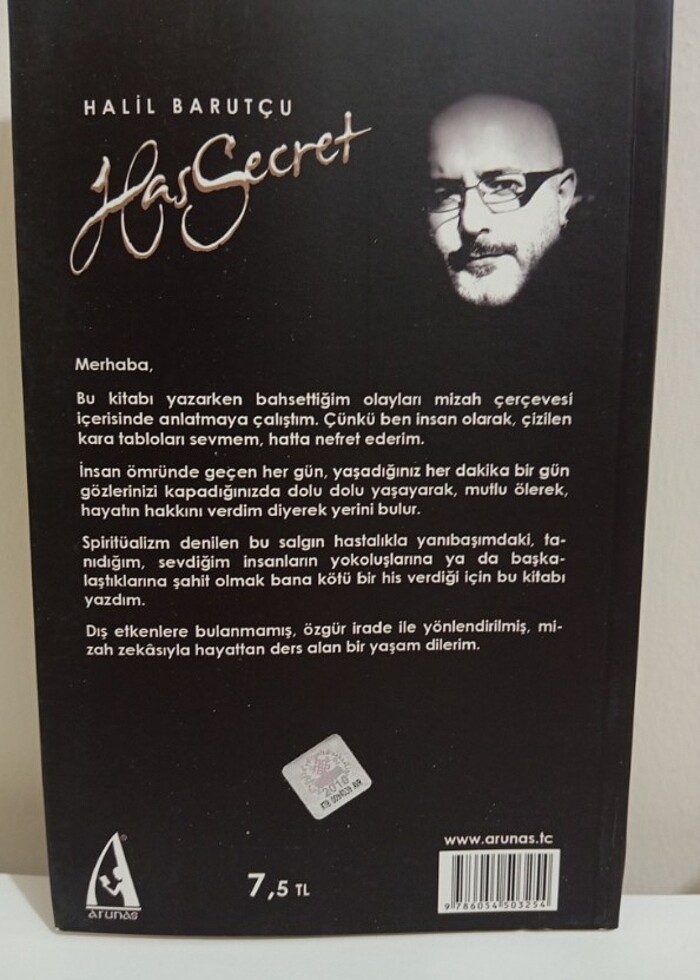 HALİL BARUTÇU
HasSecret
Merhaba,
Bu kitabı yazarken bahsettiğim olayları mizah çerçevesi
içerisinde anlatmaya çalıştım. Çünkü ben insan olarak, çizilen
kara tabloları sevmem, hatta nefret ederim.
İnsan ömründe geçen her gün, yaşadığınız her dakika bir gün
gözlerinizi kapadığınızda dolu dolu yaşayarak, mutlu ölerek,
hayatın hakkını verdim diyerek yerini bulur.
Spiritüalizm denilen bu salgın hastalıkla yanıbaşımdaki, ta-
nıdığım, sevdiğim insanların yokoluşlarına ya da başka-
laştıklarına şahit olmak bana kötü bir his verdiği için bu kitabı
yazdım.
Dış etkenlere bulanmamış, özgür irade ile yönlendirilmiş, mi-
zah zekâsıyla hayattan ders alan bir yaşam dilerim.
2010
www.arunas.tc
7,5 TL
arunas
9 786054 503254